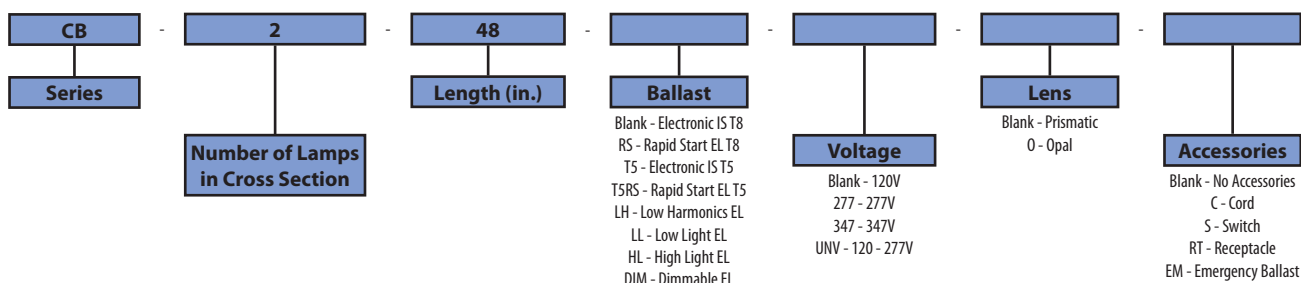 CB - 2 - 48 - - - -
Series
Number of Lamps
in Cross Section
Length (in.)
Ballast
Blank - Electronic IS T8
RS - Rapid Start EL T8
T5 - Electronic IS T5
T5RS - Rapid Start EL T5
LH - Low Harmonics EL
LL - Low Light EL
HL - High Light EL
DIM - Dimmable EL
Voltage
Blank - 120V
277 - 277V
347 - 347V
UNV - 120 - 277V
Lens
Blank - Prismatic
O - Opal
Accessories
Blank - No Accessories
C - Cord
S - Switch
RT - Receptacle
EM - Emergency Ballast